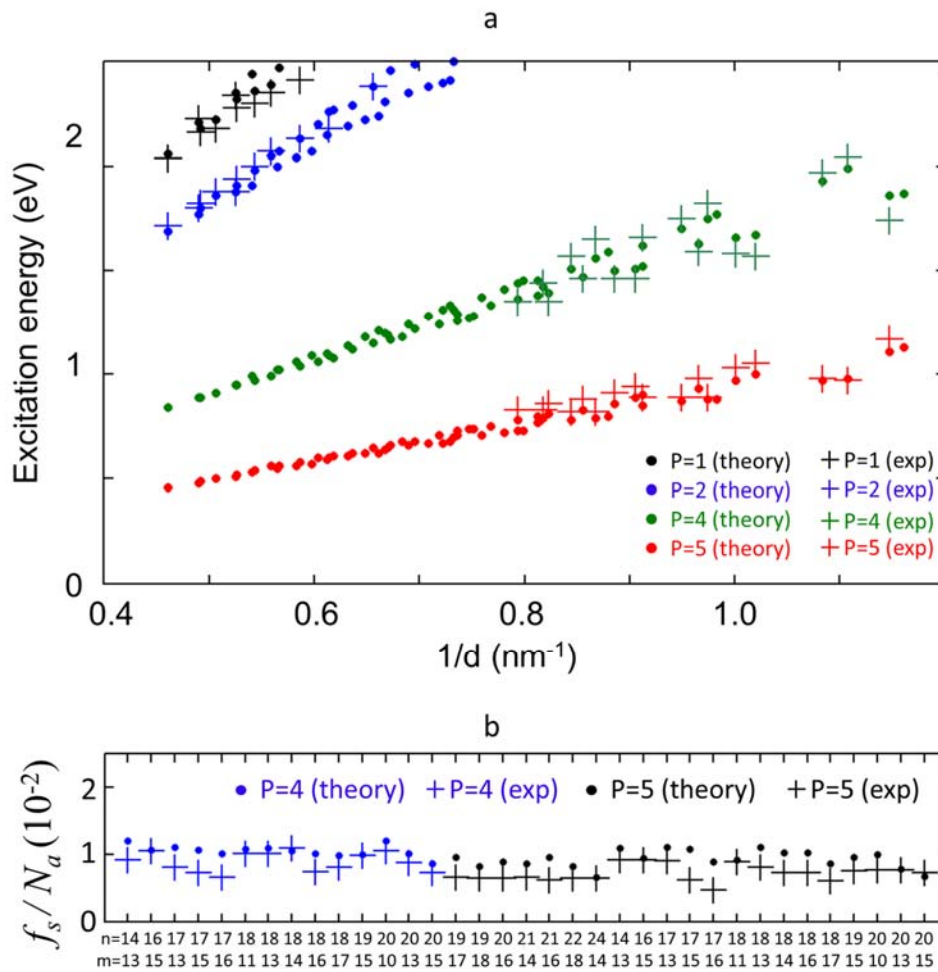 a
Excitation energy (eV)
2
1
0
P=1 (theory) P=1 (exp)
P=2 (theory) P=2 (exp)
P=4 (theory) P=4 (exp)
P=5 (theory) P=5 (exp)
0.4 0.6 0.8 1.0
1/d (nm⁻¹)
b
fₛ / Nₐ (10⁻²)
2
1
0
P=4 (theory) P=4 (exp) P=5 (theory) P=5 (exp)
n=14 16 17 17 17 18 18 18 18 18 19 20 20 20 19 19 20 21 21 22 24 14 16 17 17 17 18 18 18 18 18 19 20 20 20
m=13 15 13 15 16 11 13 14 16 17 15 10 13 15 17 18 16 14 16 10 14 13 15 13 15 16 11 13 14 16 17 15 10 13 15